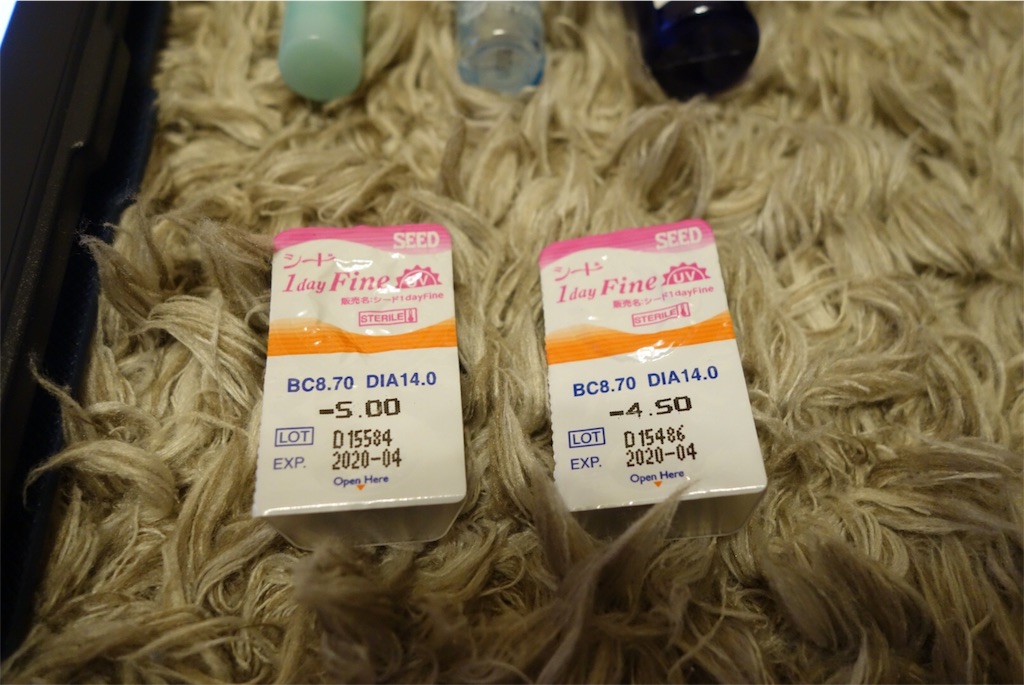 SEED
シード
1day Fine UV
販売名:シード1dayFine
STERILE
BC8.70 DIA14.0
-5.00
LOT D15584
EXP. 2020-04
Open Here
SEED
シード
1day Fine UV
販売名:シード1dayFine
STERILE
BC8.70 DIA14.0
-4.50
LOT D15486
EXP. 2020-04
Open Here